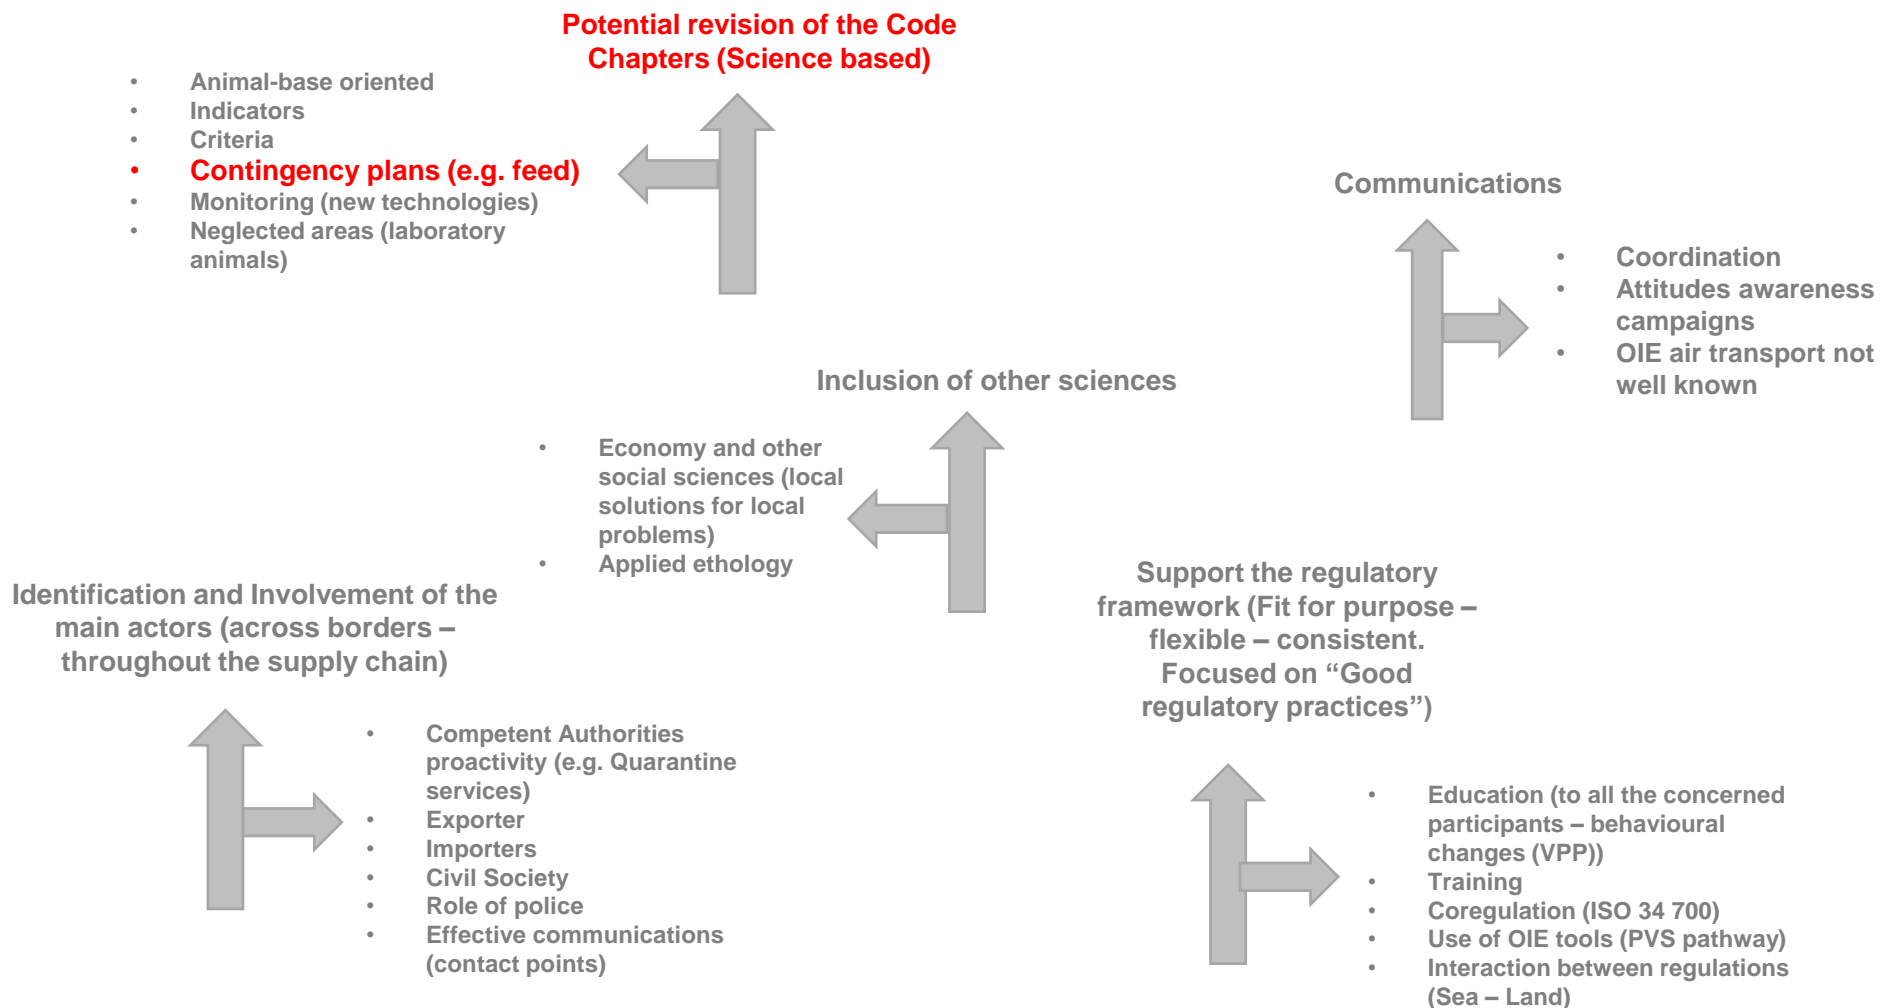 Potential revision of the Code
Chapters (Science based)
• Animal-base oriented
• Indicators
• Criteria
• Contingency plans (e.g. feed)
• Monitoring (new technologies)
• Neglected areas (laboratory
animals)
Communications
• Coordination
• Attitudes awareness
campaigns
• OIE air transport not
well known
Inclusion of other sciences
• Economy and other
social sciences (local
solutions for local
problems)
• Applied ethology
Identification and Involvement of the
main actors (across borders –
throughout the supply chain)
• Competent Authorities
proactivity (e.g. Quarantine
services)
• Exporter
• Importers
• Civil Society
• Role of police
• Effective communications
(contact points)
Support the regulatory
framework (Fit for purpose –
flexible – consistent.
Focused on “Good
regulatory practices”)
• Education (to all the concerned
participants – behavioural
changes (VPP))
• Training
• Coregulation (ISO 34 700)
• Use of OIE tools (PVS pathway)
• Interaction between regulations
(Sea – Land)